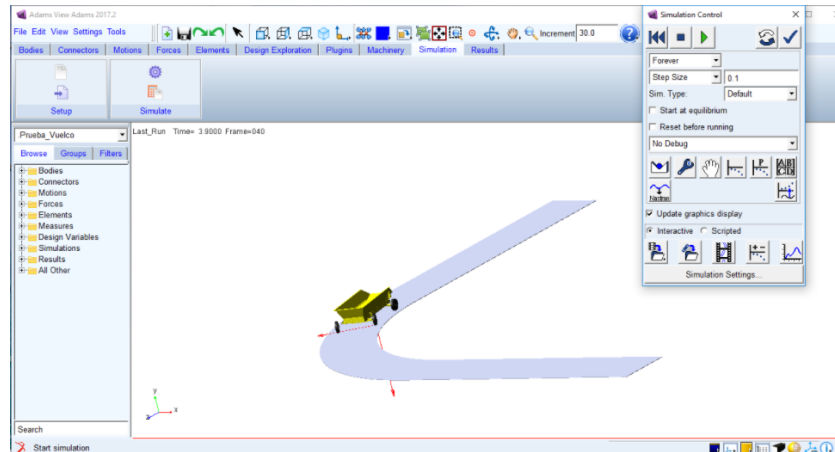 Adams View Adams 2017.2
File Edit View Settings Tools
Increment 30.0
Bodies Connectors Motions Forces Elements Design Exploration Plugins Machinery Simulation Results
Setup Simulate
Prueba_Vuelco
Browse Groups Filters
Bodies
Connectors
Motions
Forces
Elements
Measures
Design Variables
Simulations
Results
All Other
Search
Start simulation
Last_Run Time= 3.9000 Frame=040
y
x
z
Simulation Control
Forever
Step Size 0.1
Sim. Type: Default
Start at equilibrium
Reset before running
No Debug
P
A B
C D
Nastran
Update graphics display
Interactive Scripted
Simulation Settings...